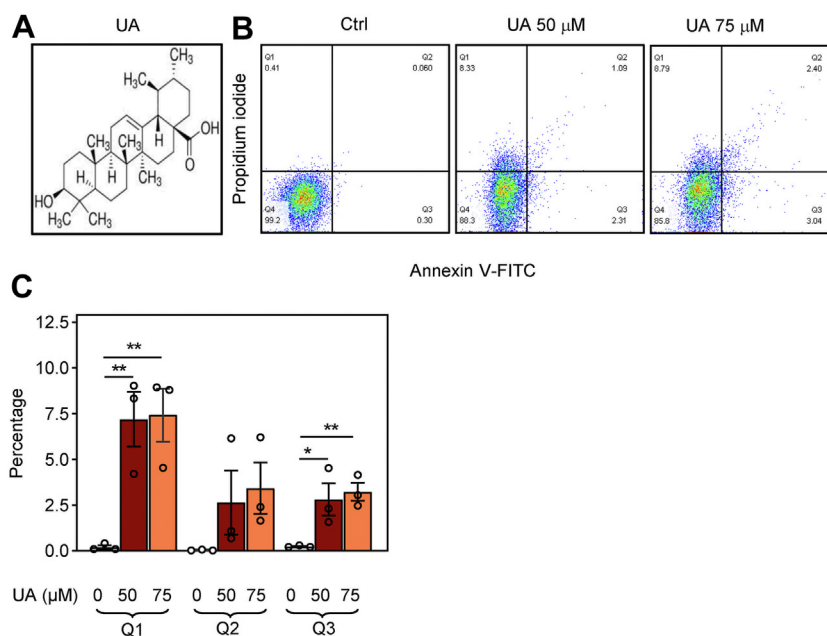 A
UA
H₃C
CH₃
CH₃
CH₃
CH₃
OH
O
H
H
H
HO
H₃C
CH₃
B
Ctrl
UA 50 μM
UA 75 μM
Propidium iodide
Q1
0.41
Q2
0.060
Q4
99.2
Q3
0.30
Q1
8.33
Q2
1.09
Q4
88.3
Q3
2.31
Q1
8.79
Q2
2.40
Q4
85.8
Q3
3.04
Annexin V-FITC
C
Percentage
12.5
10.0
7.5
5.0
2.5
0.0
**
**
**
*
UA (μM) 0 50 75 0 50 75 0 50 75
Q1 Q2 Q3